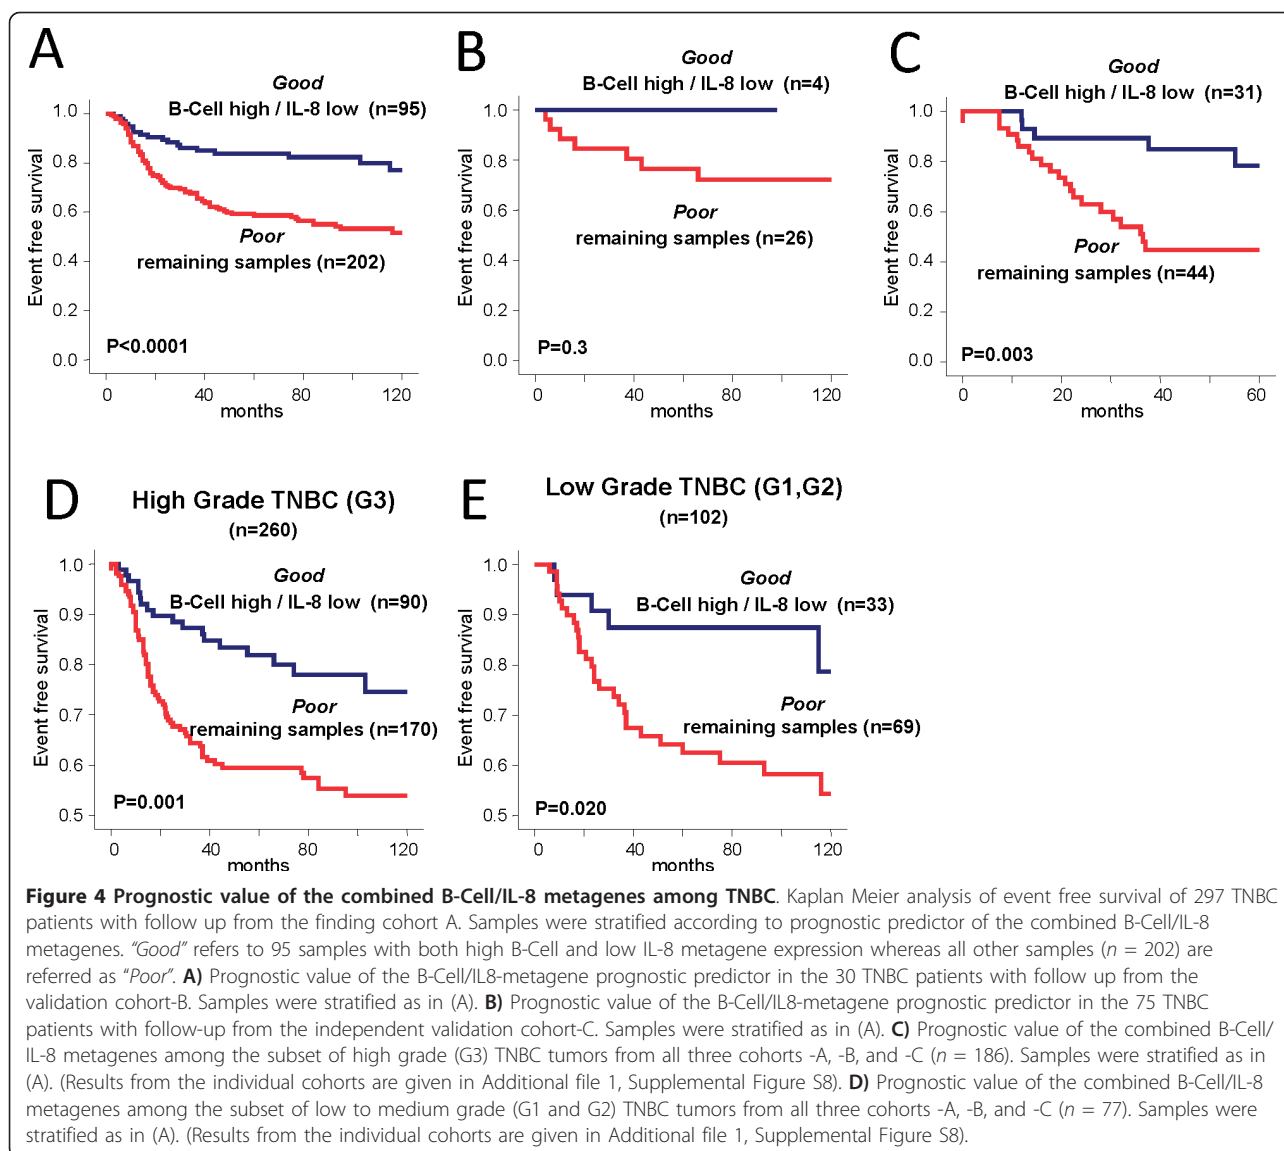 A
Good
B-Cell high / IL-8 low (n=95)
1.0
0.8
0.6
0.4
0.2
0.0
Event free survival
Poor
remaining samples (n=202)
P<0.0001
0 40 80 120
months
B
Good
B-Cell high / IL-8 low (n=4)
1.0
0.8
0.6
0.4
0.2
0.0
Event free survival
Poor
remaining samples (n=26)
P=0.3
0 40 80 120
months
C
Good
B-Cell high / IL-8 low (n=31)
1.0
0.8
0.6
0.4
0.2
0.0
Event free survival
Poor
remaining samples (n=44)
P=0.003
0 20 40 60
months
D
High Grade TNBC (G3)
(n=260)
1.0
0.9
0.8
0.7
0.6
0.5
Event free survival
Good
B-Cell high / IL-8 low (n=90)
Poor
remaining samples (n=170)
P=0.001
0 40 80 120
months
E
Low Grade TNBC (G1,G2)
(n=102)
1.0
0.9
0.8
0.7
0.6
0.5
Event free survival
Good
B-Cell high / IL-8 low (n=33)
Poor
remaining samples (n=69)
P=0.020
0 40 80 120
months
Figure 4 Prognostic value of the combined B-Cell/IL-8 metagenes among TNBC. Kaplan Meier analysis of event free survival of 297 TNBC
patients with follow up from the finding cohort A. Samples were stratified according to prognostic predictor of the combined B-Cell/IL-8
metagenes. "Good" refers to 95 samples with both high B-Cell and low IL-8 metagene expression whereas all other samples (n = 202) are
referred as "Poor". A) Prognostic value of the B-Cell/IL8-metagene prognostic predictor in the 30 TNBC patients with follow up from the
validation cohort-B. Samples were stratified as in (A). B) Prognostic value of the B-Cell/IL8-metagene prognostic predictor in the 75 TNBC
patients with follow-up from the independent validation cohort-C. Samples were stratified as in (A). C) Prognostic value of the combined B-Cell/
IL-8 metagenes among the subset of high grade (G3) TNBC tumors from all three cohorts -A, -B, and -C (n = 186). Samples were stratified as in
(A). (Results from the individual cohorts are given in Additional file 1, Supplemental Figure S8). D) Prognostic value of the combined B-Cell/IL-8
metagenes among the subset of low to medium grade (G1 and G2) TNBC tumors from all three cohorts -A, -B, and -C (n = 77). Samples were
stratified as in (A). (Results from the individual cohorts are given in Additional file 1, Supplemental Figure S8).